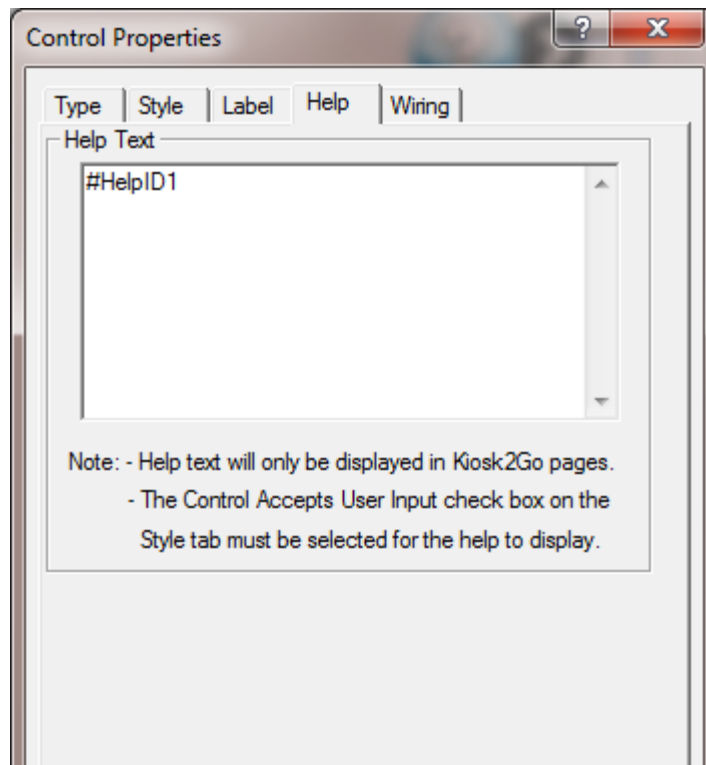 Control Properties
Type Style Label Help Wiring
Help Text
#HelpID1
Note: - Help text will only be displayed in Kiosk2Go pages.
- The Control Accepts User Input check box on the
Style tab must be selected for the help to display.